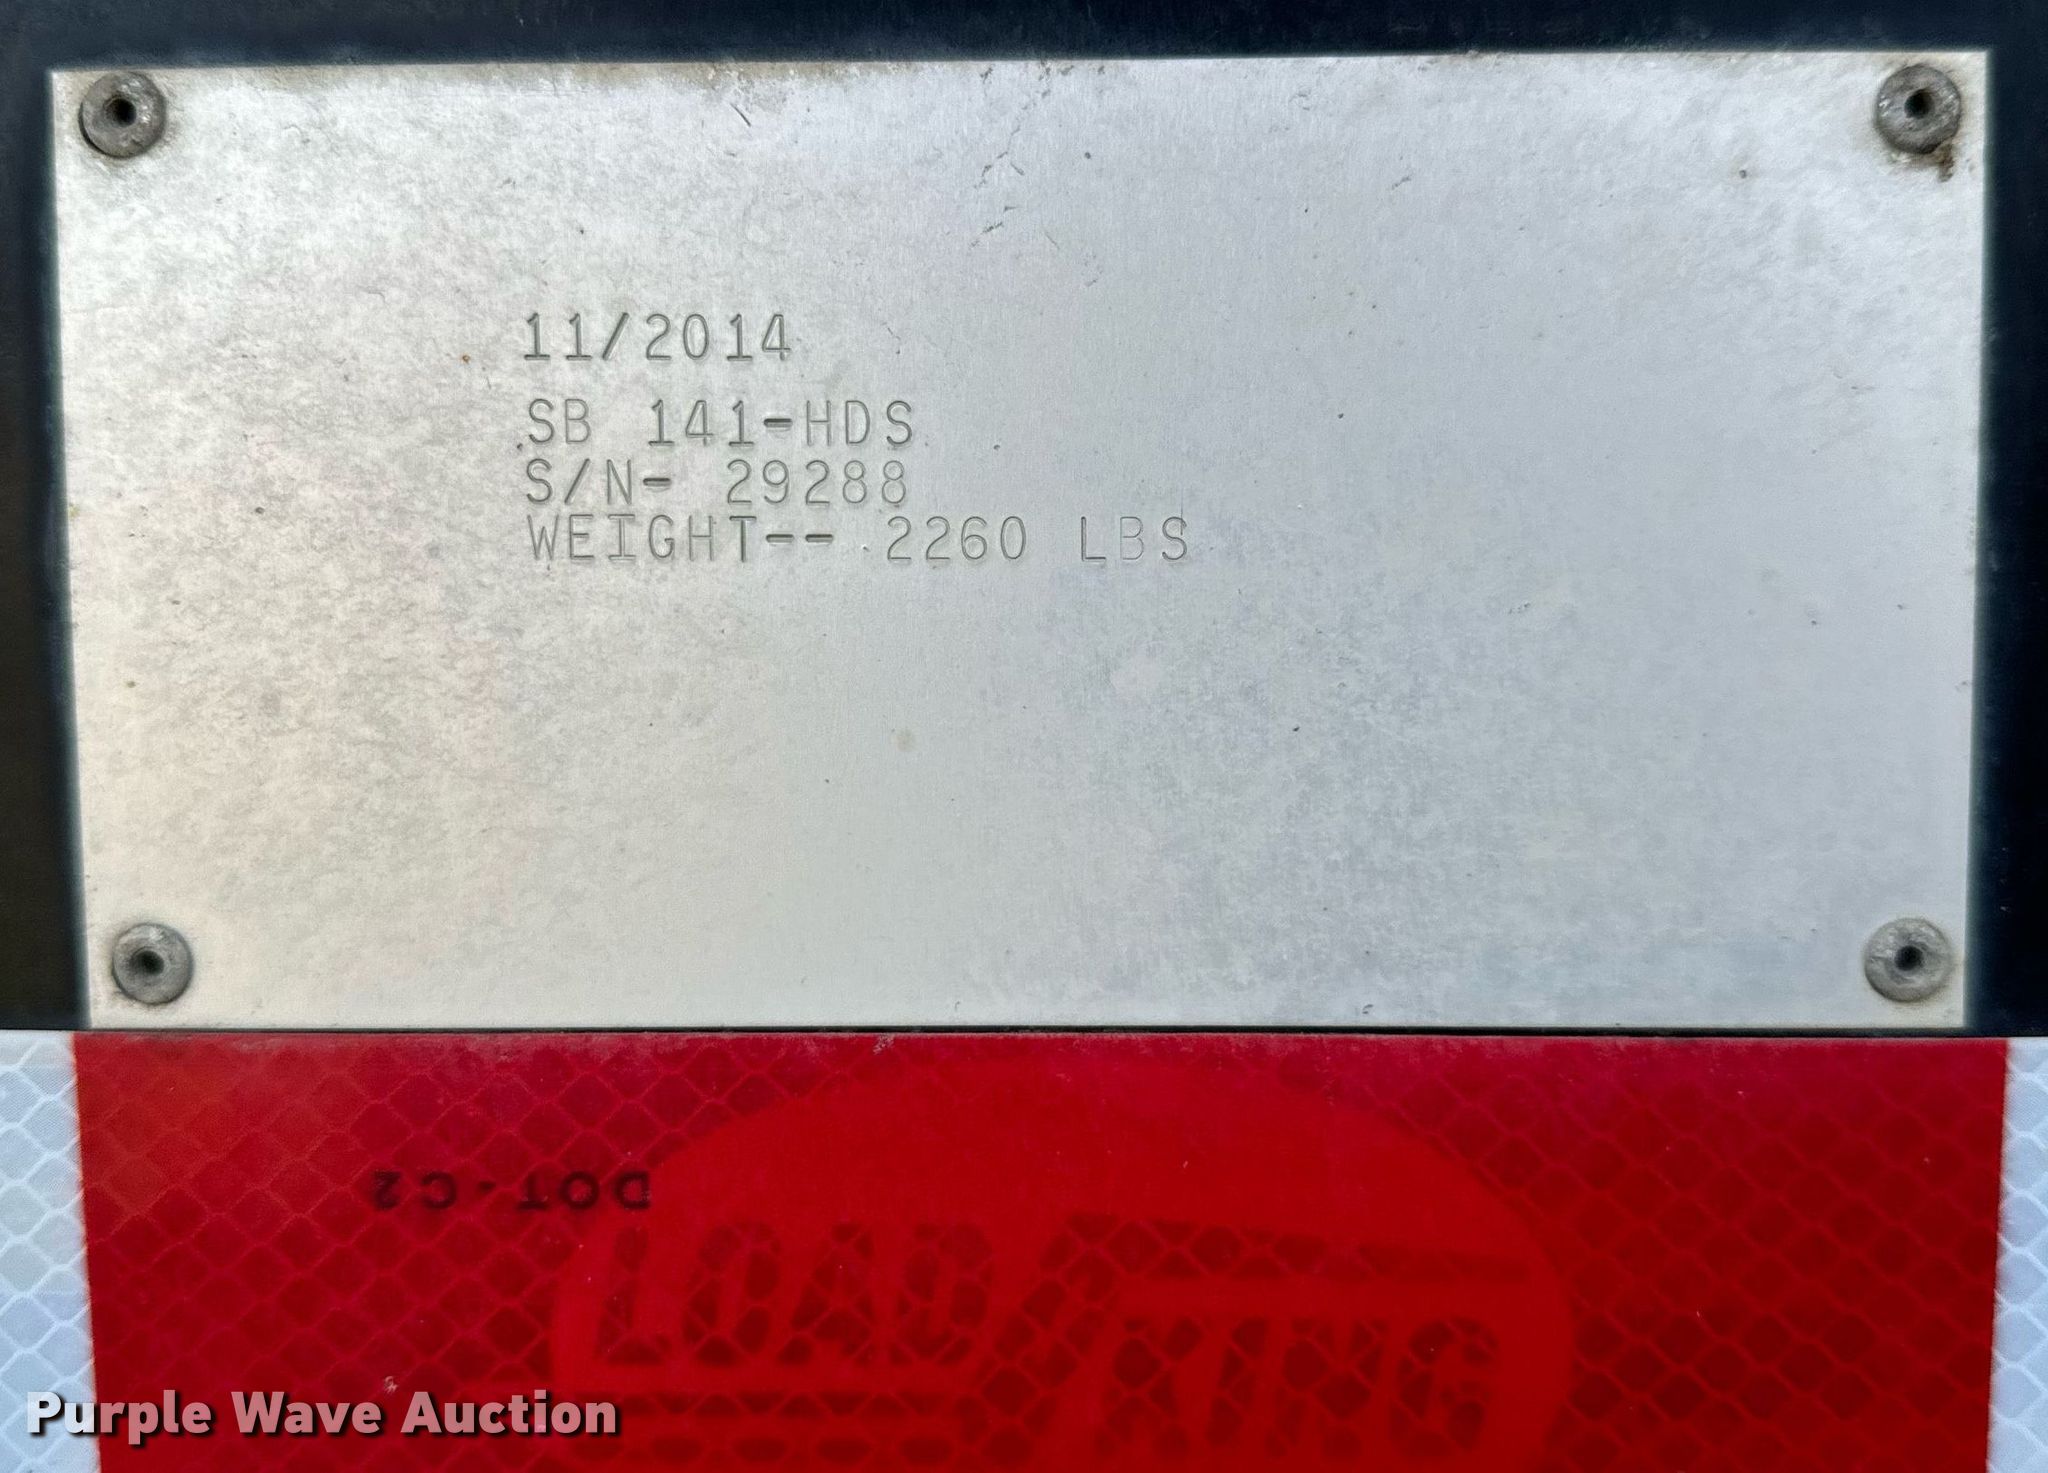 11/2014
SB 141-HDS
S/N- 29288
WEIGHT-- 2260 LBS
DOT-C2
LOAD
KING
Purple Wave Auction